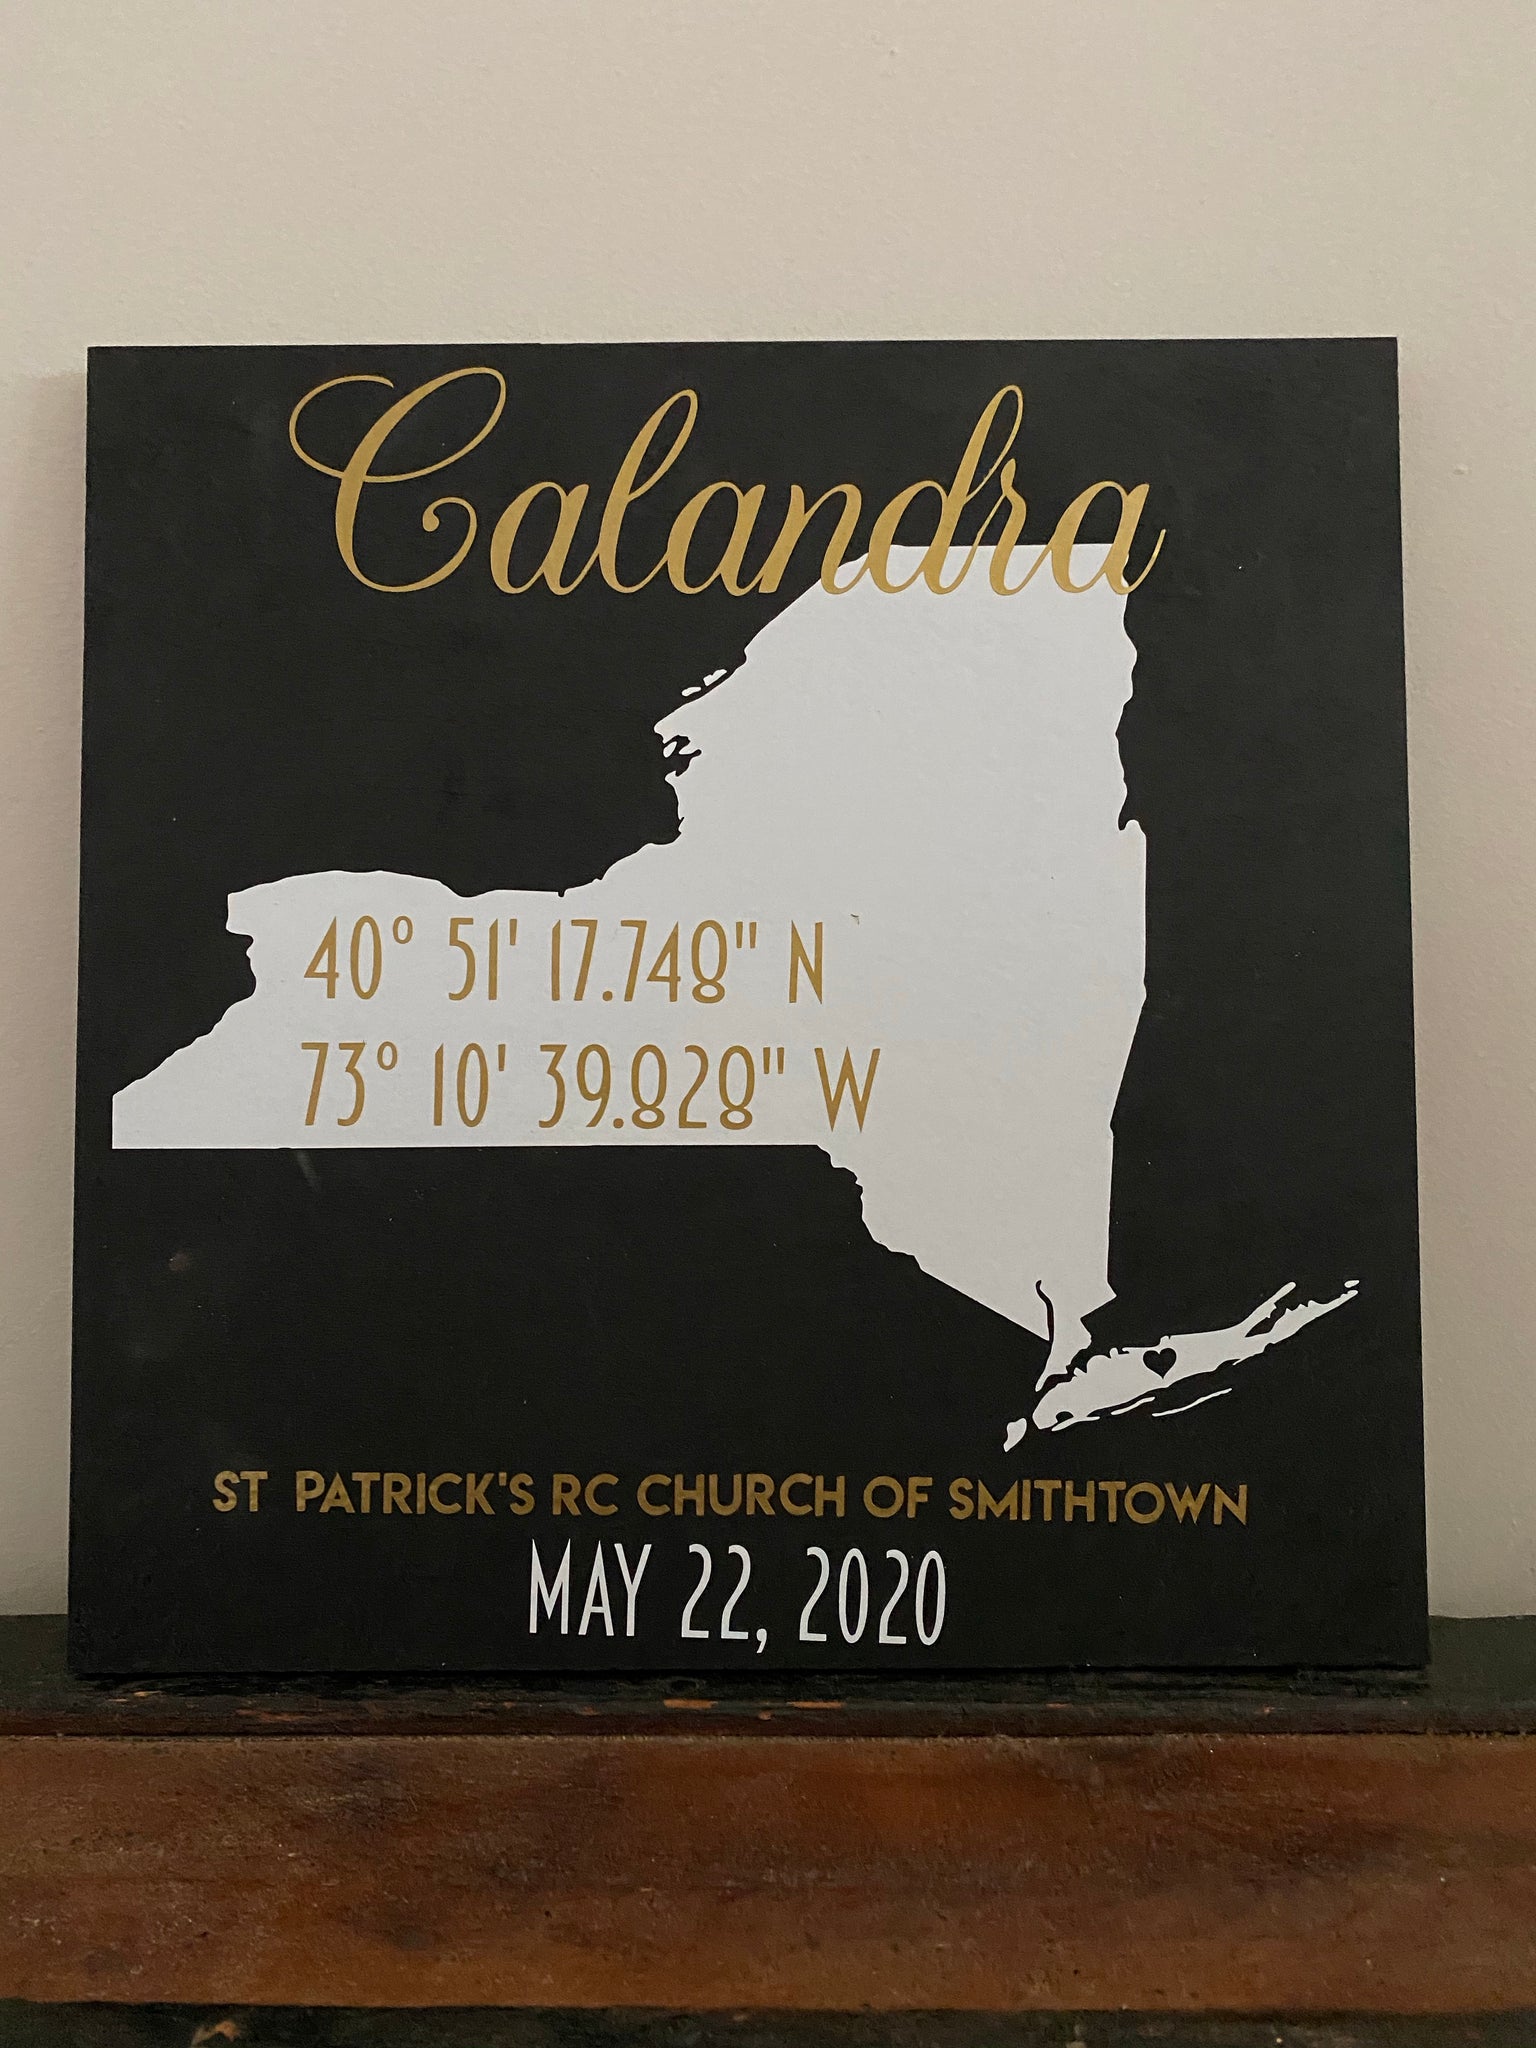 Calandra
40° 51' 17.748" N
73° 10' 39.828" W
ST PATRICK'S RC CHURCH OF SMITHTOWN
MAY 22, 2020